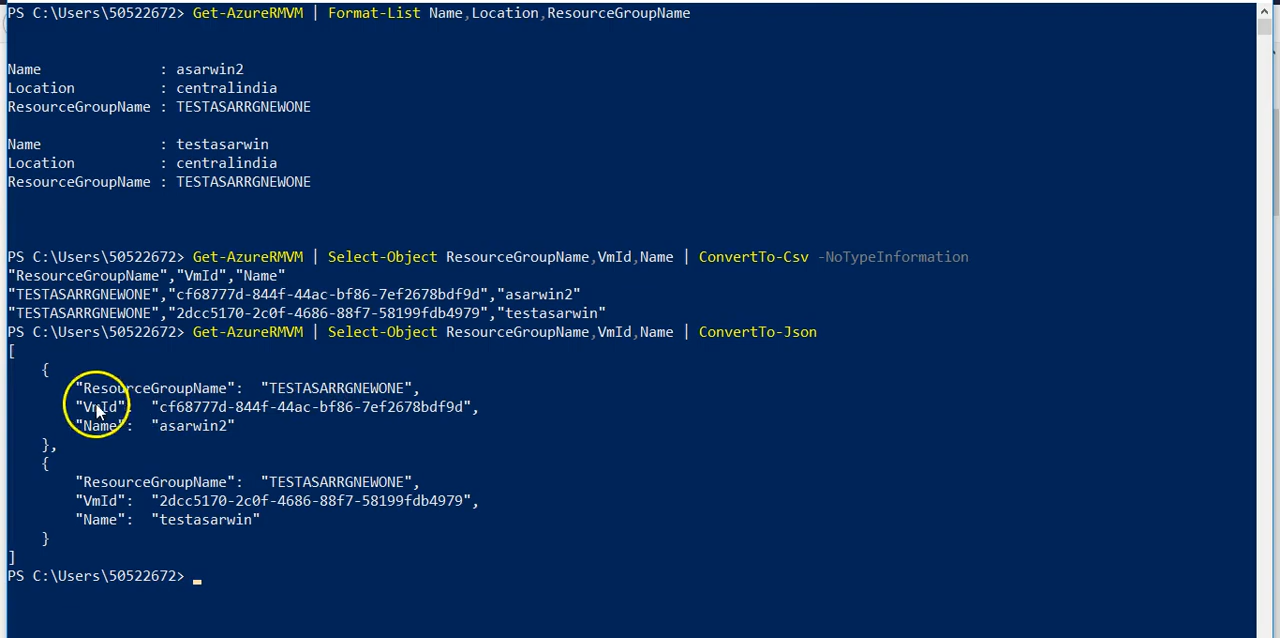 PS C:\Users\50522672> Get-AzureRMVM | Format-List Name,Location,ResourceGroupName
Name              : asarwin2
Location          : centralindia
ResourceGroupName : TESTASARRGNEWONE
Name              : testasarwin
Location          : centralindia
ResourceGroupName : TESTASARRGNEWONE
PS C:\Users\50522672> Get-AzureRMVM | Select-Object ResourceGroupName,VmId,Name | ConvertTo-Csv -NoTypeInformation
"ResourceGroupName","VmId","Name"
"TESTASARRGNEWONE","cf68777d-844f-44ac-bf86-7ef2678bdf9d","asarwin2"
"TESTASARRGNEWONE","2dcc5170-2c0f-4686-88f7-58199fdb4979","testasarwin"
PS C:\Users\50522672> Get-AzureRMVM | Select-Object ResourceGroupName,VmId,Name | ConvertTo-Json
[
    {
        "ResourceGroupName":  "TESTASARRGNEWONE",
        "VmId":  "cf68777d-844f-44ac-bf86-7ef2678bdf9d",
        "Name":  "asarwin2"
    },
    {
        "ResourceGroupName":  "TESTASARRGNEWONE",
        "VmId":  "2dcc5170-2c0f-4686-88f7-58199fdb4979",
        "Name":  "testasarwin"
    }
]
PS C:\Users\50522672>